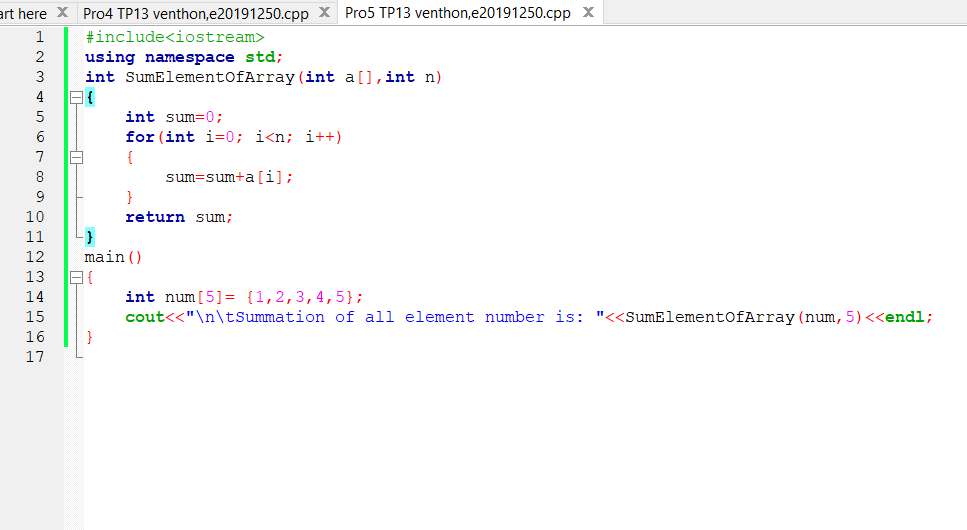 art here X Pro4 TP13 venthon,e20191250.cpp X Pro5 TP13 venthon,e20191250.cpp X
1 #include<iostream>
2 using namespace std;
3 int SumElementOfArray(int a[],int n)
4 {
5 int sum=0;
6 for(int i=0; i<n; i++)
7 {
8 sum=sum+a[i];
9 }
10 return sum;
11 }
12 main()
13 {
14 int num[5]= {1,2,3,4,5};
15 cout<<"\n\tSummation of all element number is: "<<SumElementOfArray(num,5)<<endl;
16 }
17